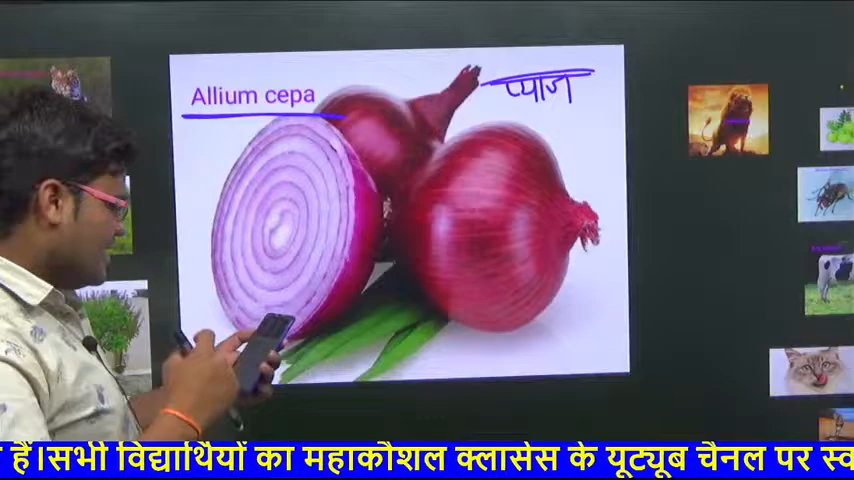 Allium cepa
प्याज
हैं।सभी विद्यार्थियों का महाकौशल क्लासेस के यूट्यूब चैनल पर